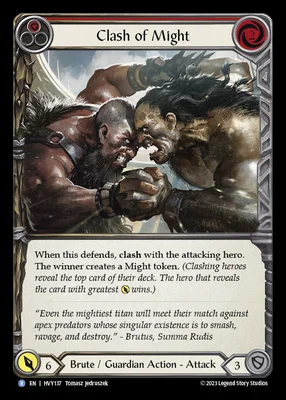 2
Clash of Might
When this defends, clash with the attacking hero.
The winner creates a Might token. (Clashing heroes
reveal the top card of their deck. The hero that reveals
the card with greatest wins.)
"Even the mightiest titan will meet their match against
apex predators whose singular existence is to smash,
ravage, and destroy." - Brutus, Summa Rudis
6
Brute / Guardian Action - Attack
3
R EN | HVY137 Tomasz Jedruszek
©2023 Legend Story Studios